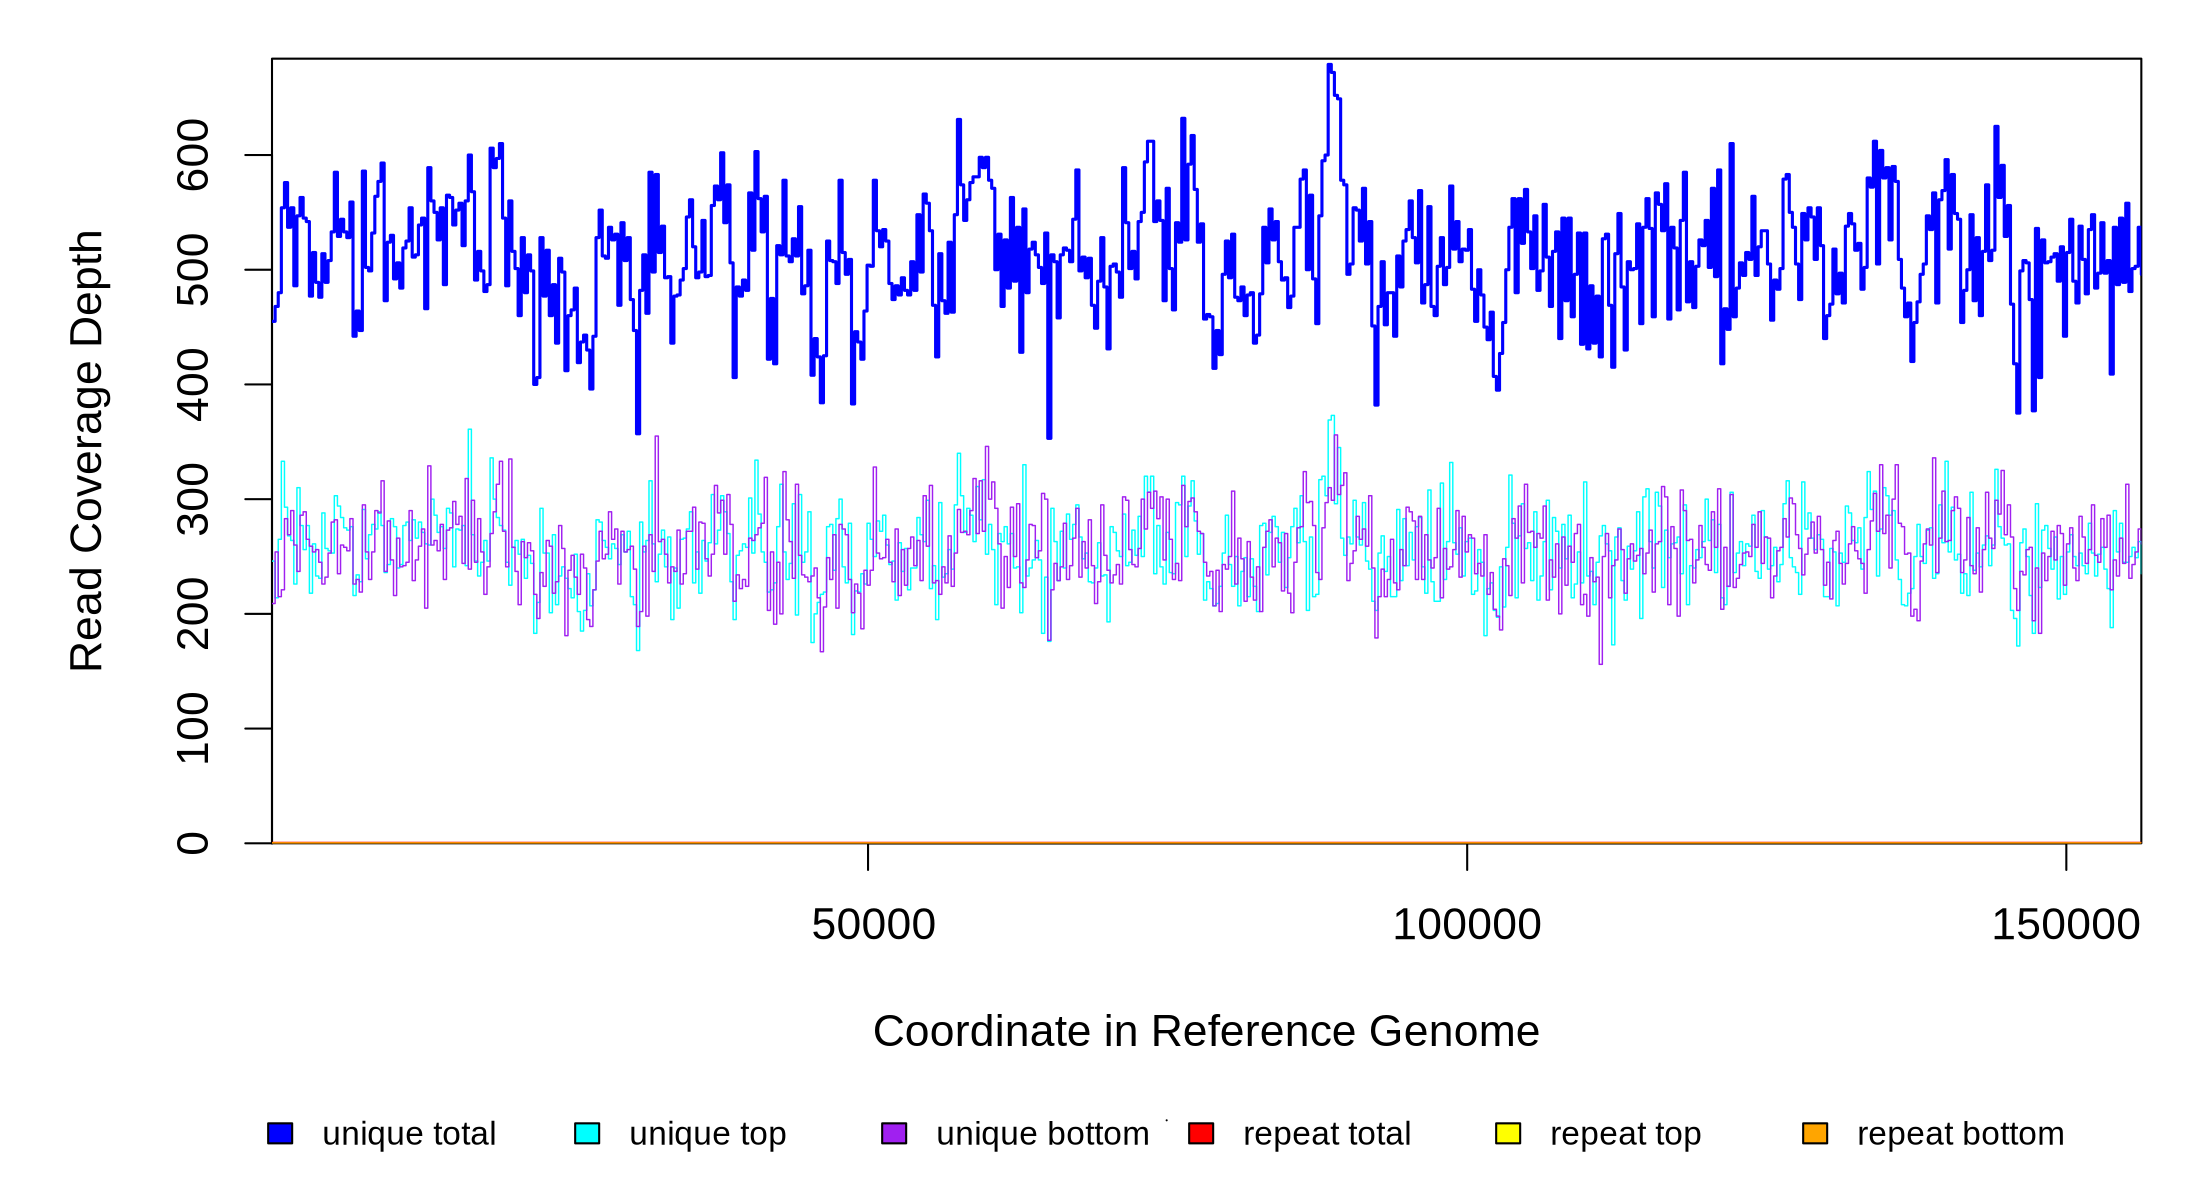 Read Coverage Depth
600
500
400
300
200
100
0
50000 100000 150000
Coordinate in Reference Genome
unique total unique top unique bottom repeat total repeat top repeat bottom